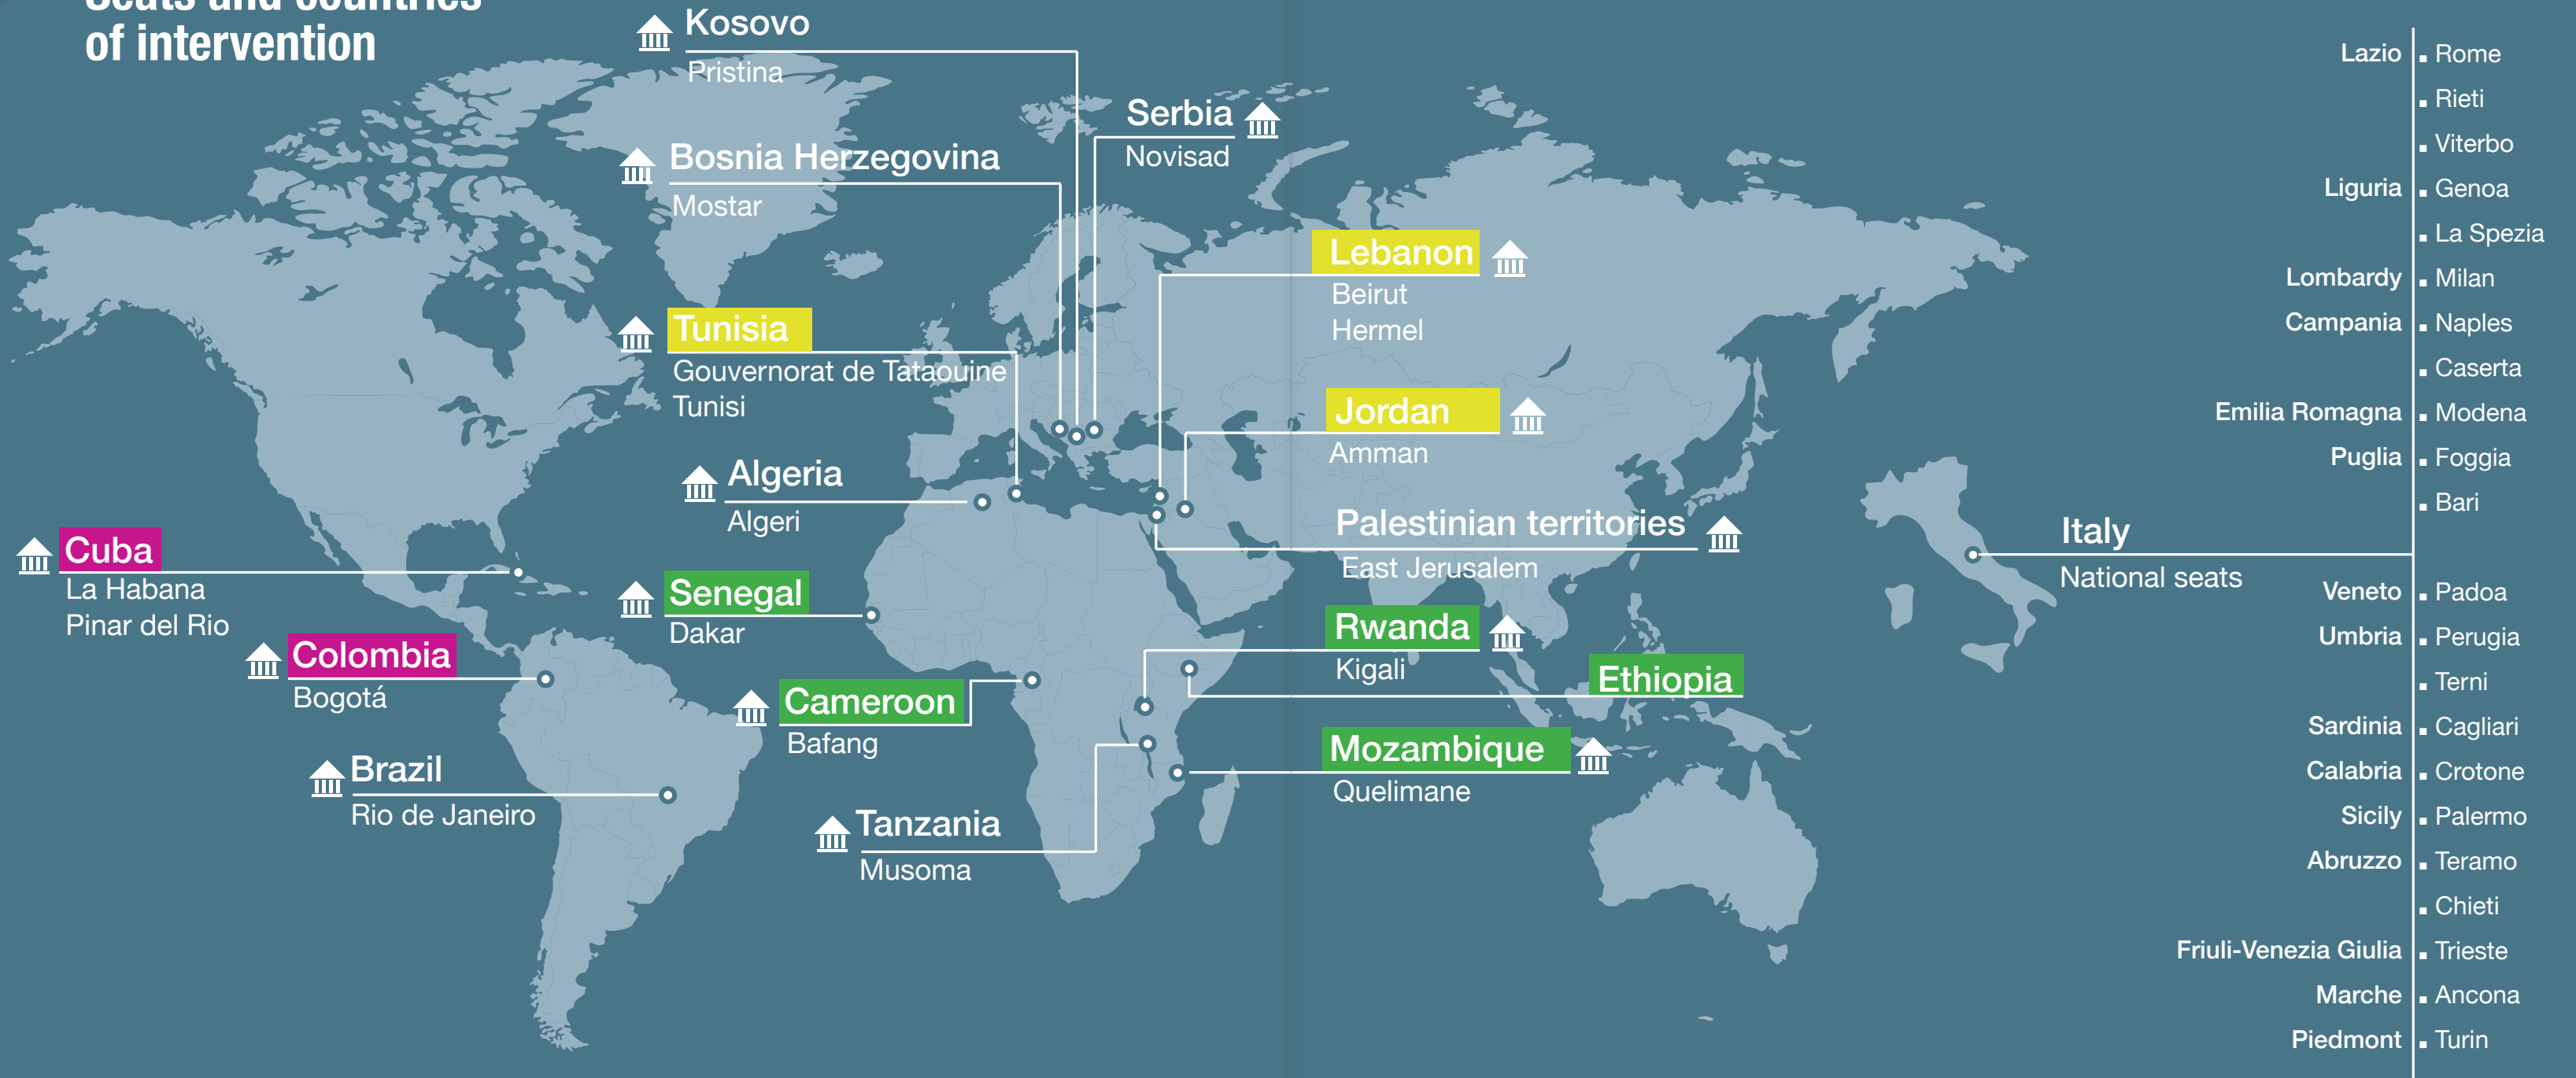 Seats and countries
of intervention
Kosovo
Pristina
Serbia
Novisad
Bosnia Herzegovina
Mostar
Lebanon
Beirut
Hermel
Tunisia
Gouvernorat de Tataouine
Tunisi
Jordan
Amman
Algeria
Algeri
Palestinian territories
East Jerusalem
Cuba
La Habana
Pinar del Rio
Senegal
Dakar
Rwanda
Kigali
Colombia
Bogotá
Ethiopia
Cameroon
Bafang
Mozambique
Quelimane
Brazil
Rio de Janeiro
Tanzania
Musoma
Italy
National seats
Lazio ▪ Rome
▪ Rieti
▪ Viterbo
Liguria ▪ Genoa
▪ La Spezia
Lombardy ▪ Milan
Campania ▪ Naples
▪ Caserta
Emilia Romagna ▪ Modena
Puglia ▪ Foggia
▪ Bari
Veneto ▪ Padoa
Umbria ▪ Perugia
▪ Terni
Sardinia ▪ Cagliari
Calabria ▪ Crotone
Sicily ▪ Palermo
Abruzzo ▪ Teramo
▪ Chieti
Friuli-Venezia Giulia ▪ Trieste
Marche ▪ Ancona
Piedmont ▪ Turin